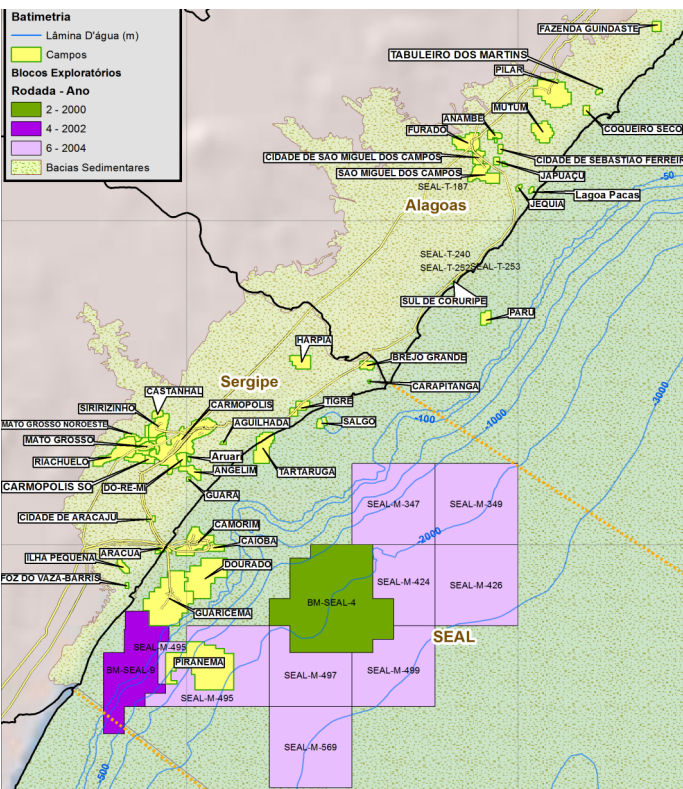 Batimetria
Lâmina D'água (m)
Campos
Blocos Exploratórios
Rodada - Ano
2 - 2000
4 - 2002
6 - 2004
Bacias Sedimentares
FAZENDA GUINDASTE
TABULEIRO DOS MARTINS
PILAR
MUTUM
ANAMBE
COQUEIRO SECO
FURADO
CIDADE DE SAO MIGUEL DOS CAMPOS
CIDADE DE SEBASTIAO FERREIR
SAO MIGUEL DOS CAMPOS
JAPUAÇU
-50
SEAL-T-187
Lagoa Pacas
JEQUIA
Alagoas
SEAL-T-240
SEAL-T-252
SEAL-T-253
SUL DE CORURIPE
PARU
HARPIA
BREJO GRANDE
Sergipe
CARAPITANGA
CASTANHAL
-3000
SIRIRIZINHO
CARMOPOLIS
TIGRE
-100
-1000
MATO GROSSO NOROESTE
AGUILHADA
SALGO
MATO GROSSO
RIACHUELO
Aruari
ANGELIM
TARTARUGA
CARMOPOLIS SO
DO-RE-MI
GUARA
SEAL-M-347
SEAL-M-349
CIDADE DE ARACAJU
CAMORIM
-2000
CAIOBA
ARACUA
ILHA PEQUENA
DOURADO
FOZ DO VAZA-BARRIS
SEAL-M-424
SEAL-M-426
BM-SEAL-4
GUARICEMA
SEAL
SEAL-M-495
PIRANEMA
BM-SEAL-9
SEAL-M-497
SEAL-M-499
SEAL-M-495
SEAL-M-569
-500